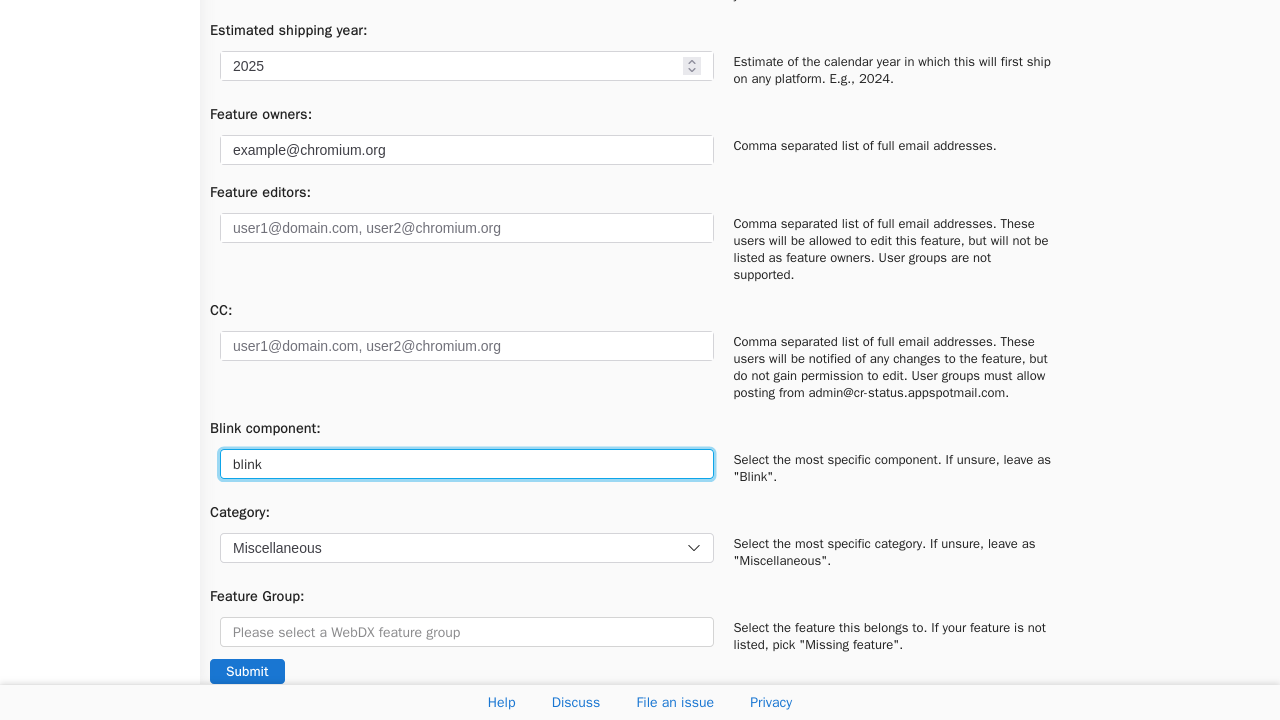 Estimated shipping year:
2025
Estimate of the calendar year in which this will first ship
on any platform. E.g., 2024.
Feature owners:
example@chromium.org
Comma separated list of full email addresses.
Feature editors:
user1@domain.com, user2@chromium.org
Comma separated list of full email addresses. These
users will be allowed to edit this feature, but will not be
listed as feature owners. User groups are not
supported.
CC:
user1@domain.com, user2@chromium.org
Comma separated list of full email addresses. These
users will be notified of any changes to the feature, but
do not gain permission to edit. User groups must allow
posting from admin@cr-status.appspotmail.com.
Blink component:
blink
Select the most specific component. If unsure, leave as
"Blink".
Category:
Miscellaneous
Select the most specific category. If unsure, leave as
"Miscellaneous".
Feature Group:
Please select a WebDX feature group
Select the feature this belongs to. If your feature is not
listed, pick "Missing feature".
Submit
Help Discuss File an issue Privacy